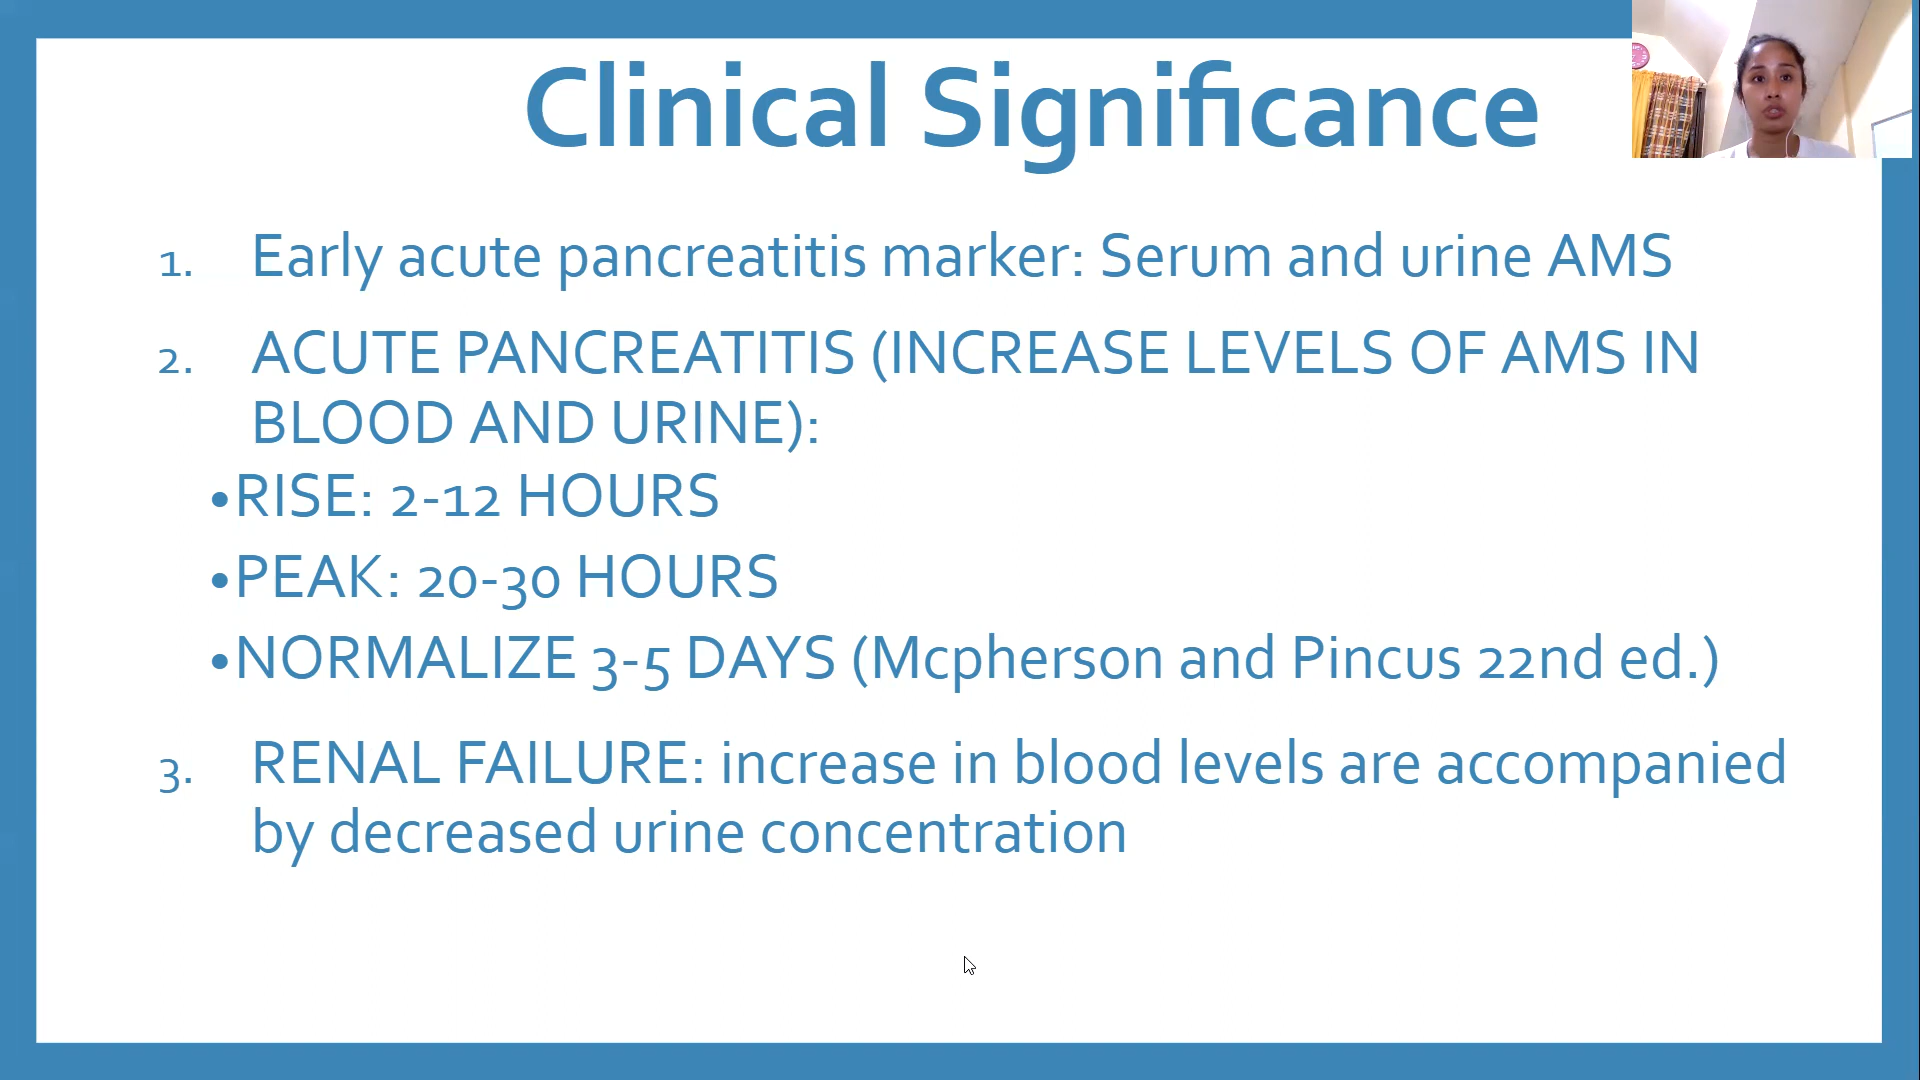 Clinical Significance
1. Early acute pancreatitis marker: Serum and urine AMS
2. ACUTE PANCREATITIS (INCREASE LEVELS OF AMS IN
BLOOD AND URINE):
•RISE: 2-12 HOURS
•PEAK: 20-30 HOURS
•NORMALIZE 3-5 DAYS (Mcpherson and Pincus 22nd ed.)
3. RENAL FAILURE: increase in blood levels are accompanied
by decreased urine concentration